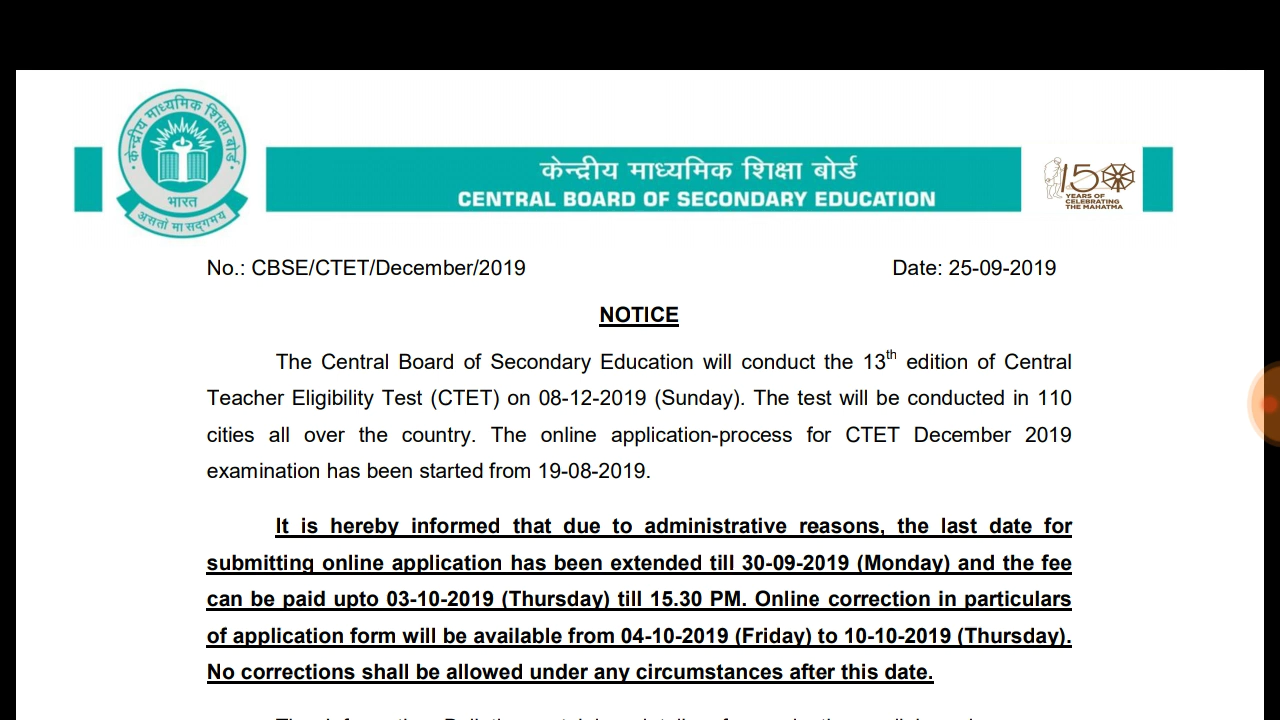 केन्द्रीय माध्यमिक शिक्षा बोर्ड
भारत
असतो मा सद्गमय
केन्द्रीय माध्यमिक शिक्षा बोर्ड
CENTRAL BOARD OF SECONDARY EDUCATION
150
YEARS OF
CELEBRATING
THE MAHATMA
No.: CBSE/CTET/December/2019 Date: 25-09-2019
NOTICE
The Central Board of Secondary Education will conduct the 13th edition of Central
Teacher Eligibility Test (CTET) on 08-12-2019 (Sunday). The test will be conducted in 110
cities all over the country. The online application-process for CTET December 2019
examination has been started from 19-08-2019.
It is hereby informed that due to administrative reasons, the last date for
submitting online application has been extended till 30-09-2019 (Monday) and the fee
can be paid upto 03-10-2019 (Thursday) till 15.30 PM. Online correction in particulars
of application form will be available from 04-10-2019 (Friday) to 10-10-2019 (Thursday).
No corrections shall be allowed under any circumstances after this date.